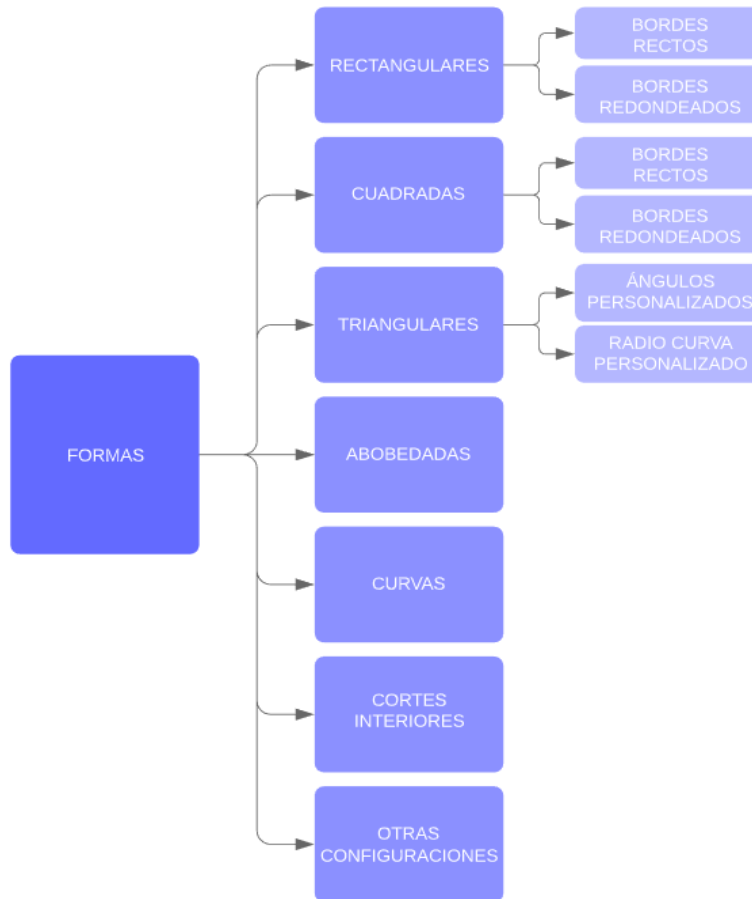 FORMAS
RECTANGULARES
BORDES
RECTOS
BORDES
REDONDEADOS
CUADRADAS
BORDES
RECTOS
BORDES
REDONDEADOS
TRIANGULARES
ÁNGULOS
PERSONALIZADOS
RADIO CURVA
PERSONALIZADO
ABOBEDADAS
CURVAS
CORTES
INTERIORES
OTRAS
CONFIGURACIONES